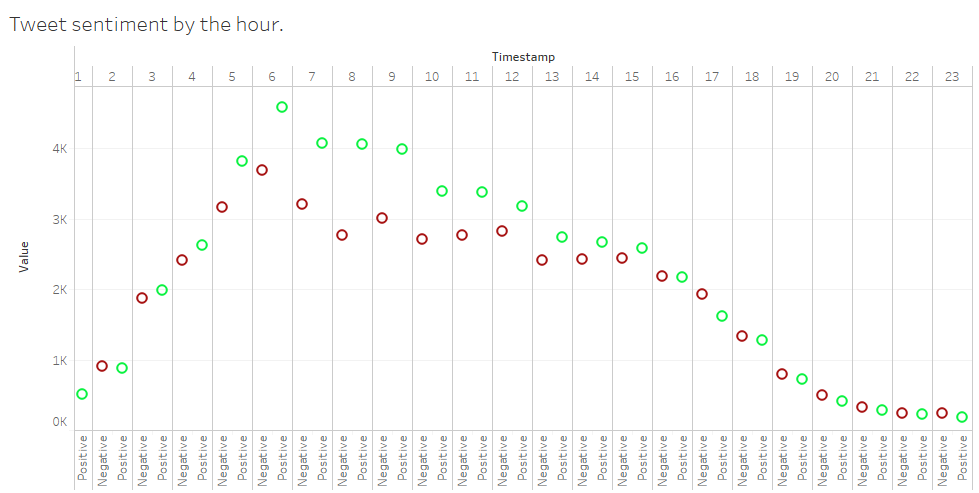 Tweet sentiment by the hour.
Timestamp
1 2 3 4 5 6 7 8 9 10 11 12 13 14 15 16 17 18 19 20 21 22 23
4K
3K
2K
1K
0K
Value
Positive Negative Positive Negative Positive Negative Positive Negative Positive Negative Positive Negative Positive Negative Positive Negative Positive Negative Positive Negative Positive Negative Positive Negative Positive Negative Positive Negative Positive Negative Positive Negative Positive Negative Positive Negative Positive Negative Positive Negative Positive Negative Positive Negative Positive